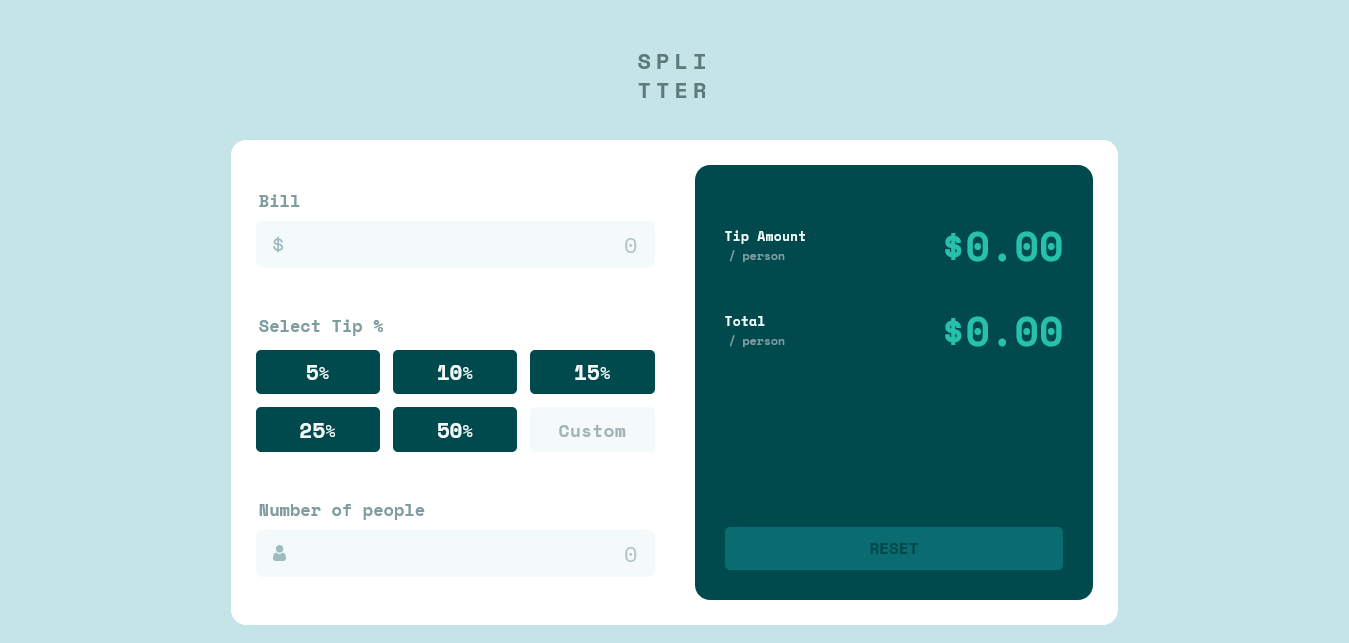 SPLI
TTER
Bill
$ 0
Select Tip %
5% 10% 15%
25% 50% Custom
Number of people
0
Tip Amount $0.00
/ person
Total $0.00
/ person
RESET